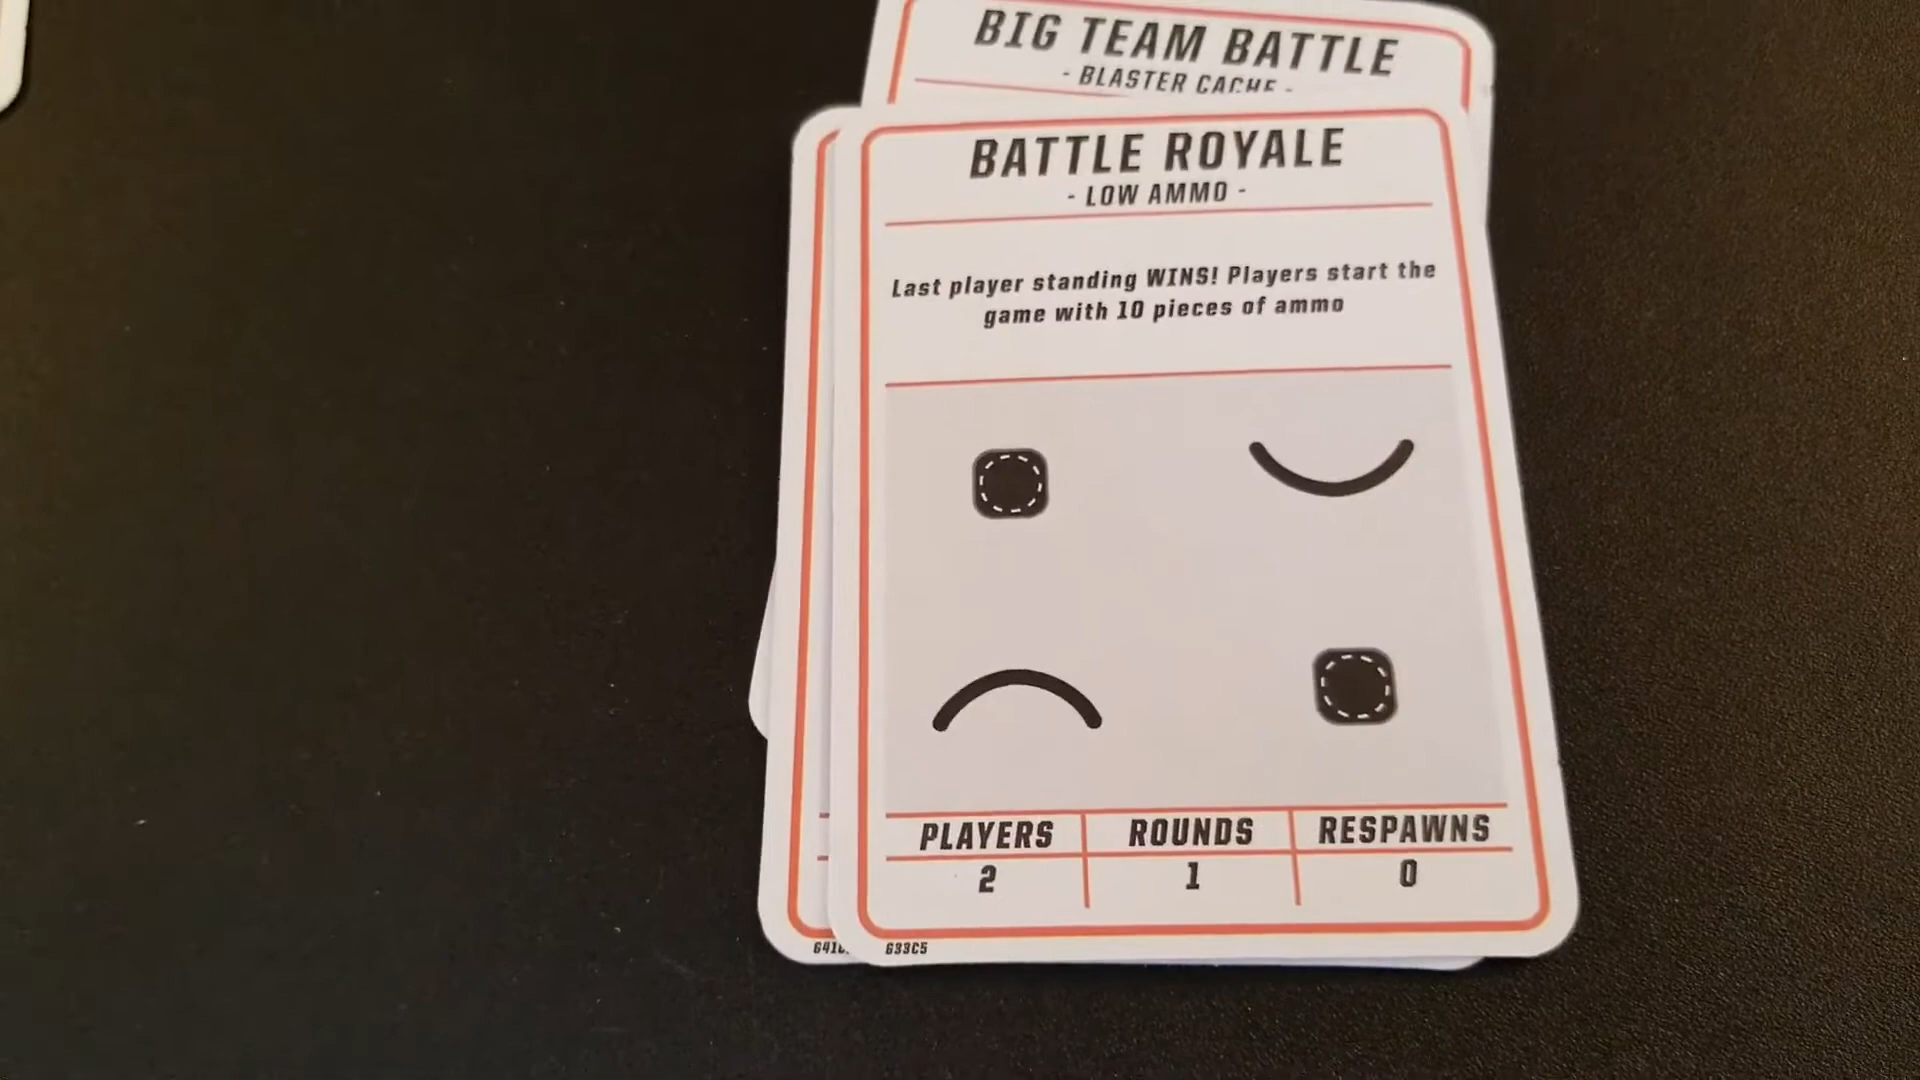 BIG TEAM BATTLE
- BLASTER CACHE -
BATTLE ROYALE
- LOW AMMO -
Last player standing WINS! Players start the
game with 10 pieces of ammo
PLAYERS ROUNDS RESPAWNS
2 1 0
633C5